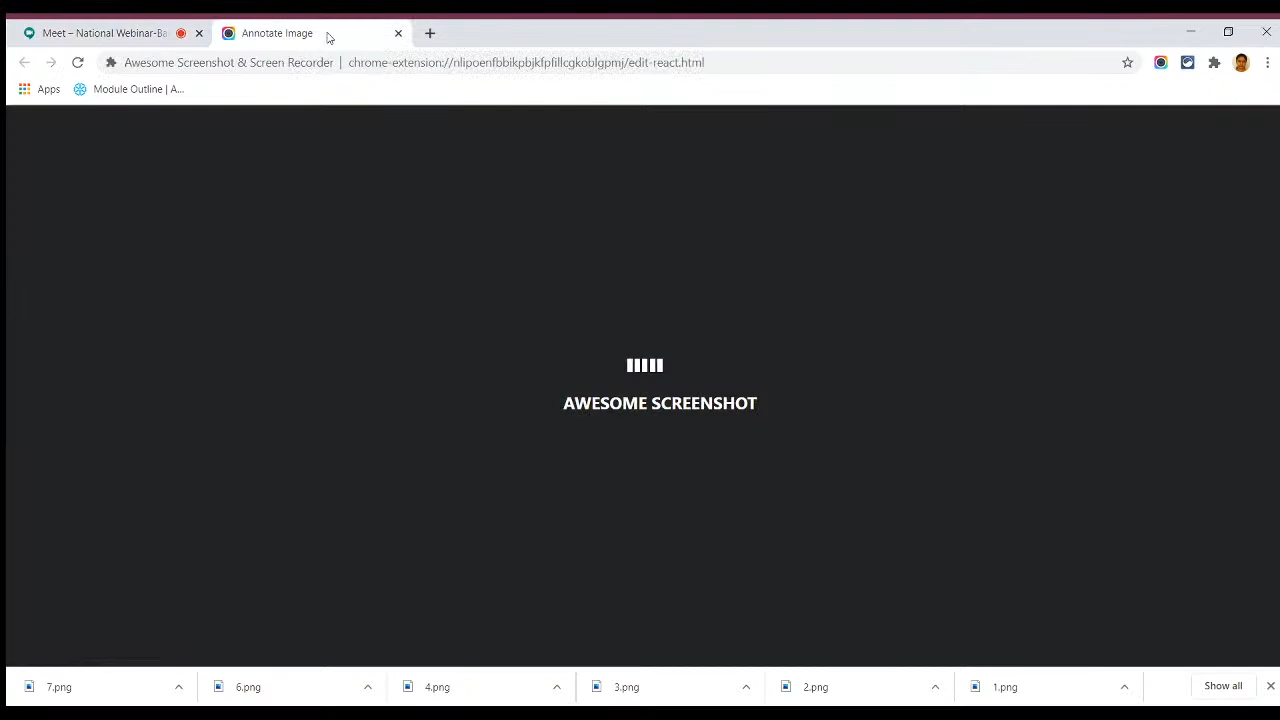 Meet – National Webinar-Ba
Annotate Image
Awesome Screenshot & Screen Recorder | chrome-extension://nlipoenfbbikpbjkfpfillcgkoblgpmj/edit-react.html
Apps
Module Outline | A...
AWESOME SCREENSHOT
7.png
6.png
4.png
3.png
2.png
1.png
Show all